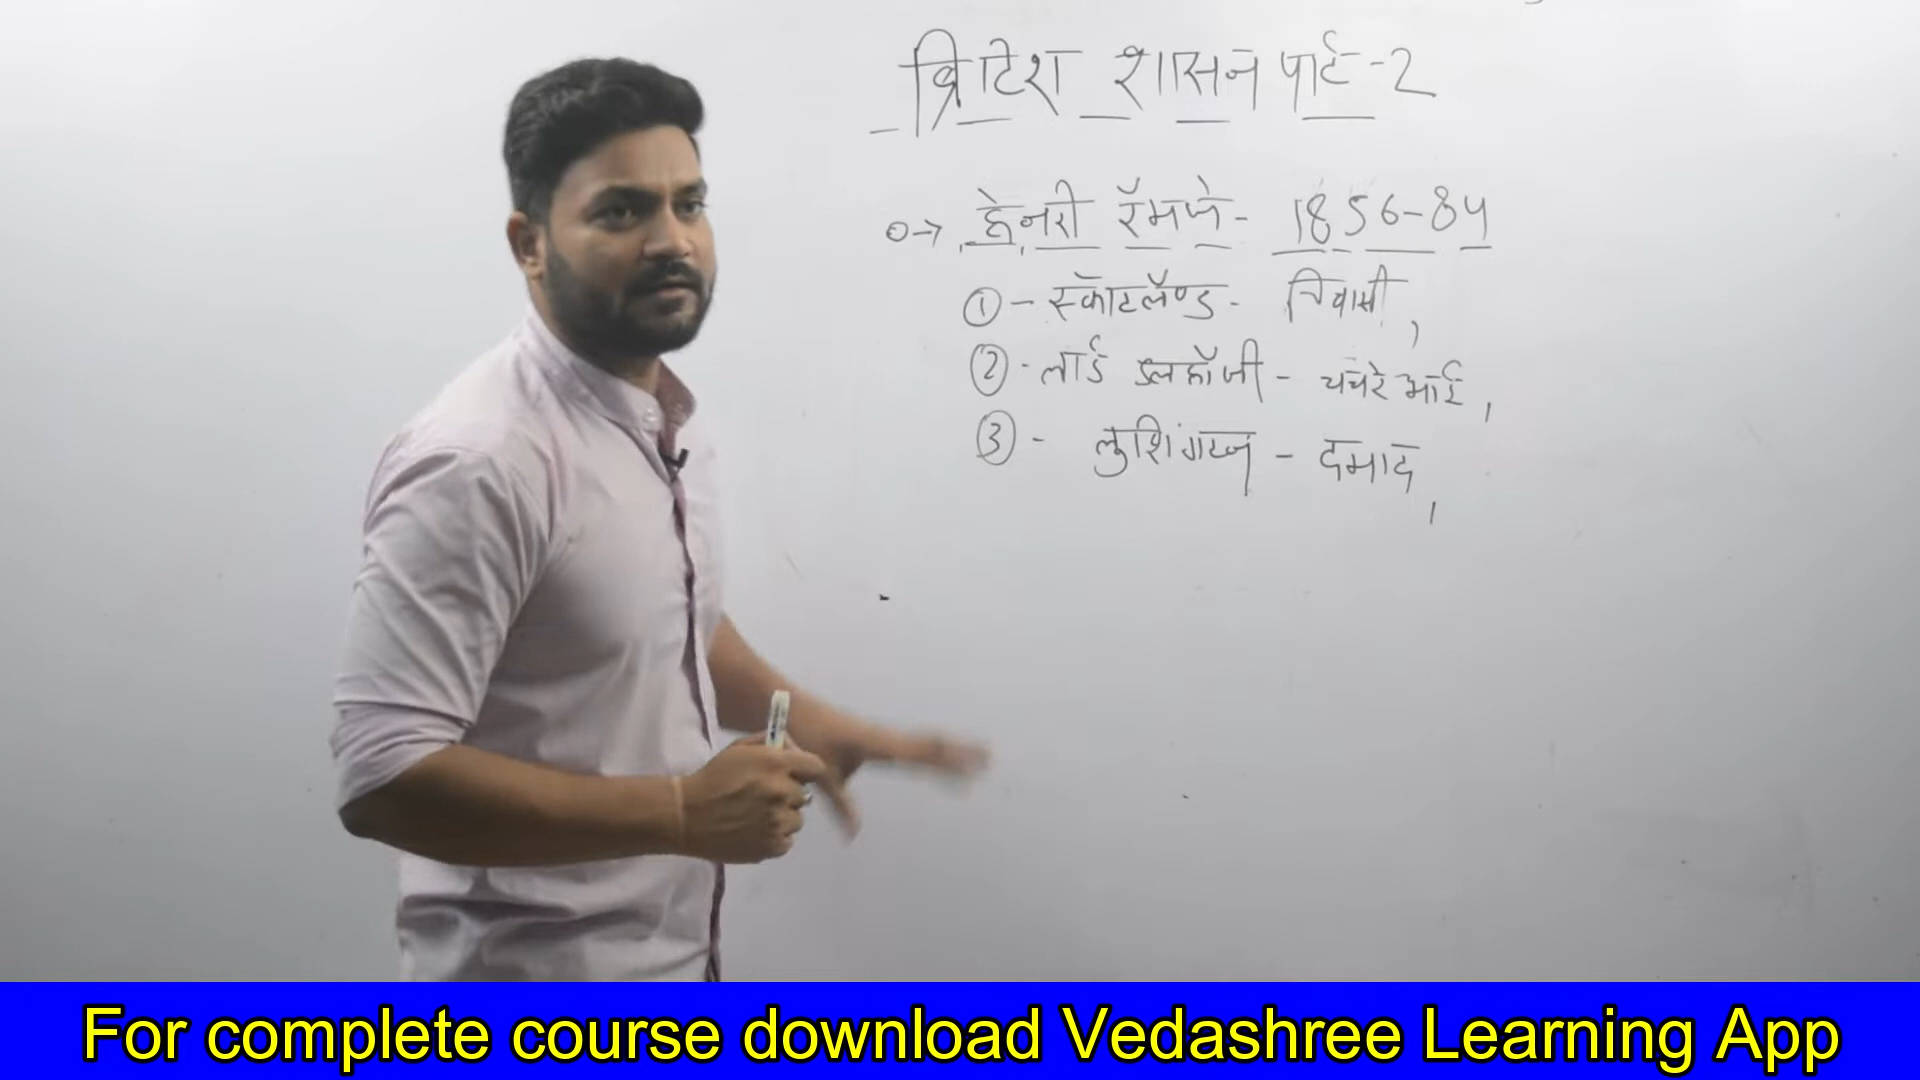 ब्रिटिश शासन पार्ट-2
हेनरी रॅमजे- 1856-84
① - स्कॉटलैण्ड - निवासी,
② - लार्ड डलहौजी - चचेरे भाई,
③ - लुशिंगटन - दमाद,
For complete course download Vedashree Learning App